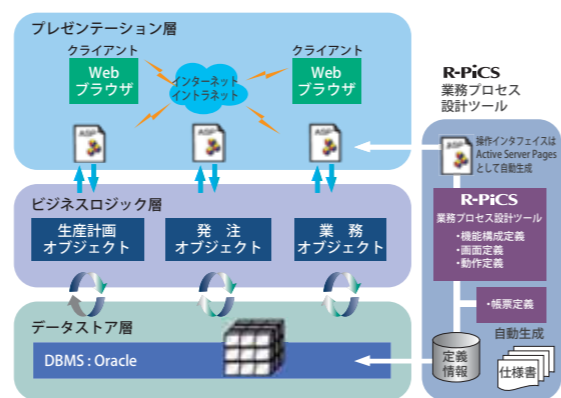 プレゼンテーション層
クライアント
Web
ブラウザ
インターネット
イントラネット
クライアント
Web
ブラウザ
ASP
ASP
ASP
ビジネスロジック層
生産計画
オブジェクト
発 注
オブジェクト
業 務
オブジェクト
データストア層
DBMS : Oracle
R-PiCS
業務プロセス
設計ツール
ASP
操作インタフェイスは
Active Server Pages
として自動生成
R-PiCS
業務プロセス設計ツール
・機能構成定義
・画面定義
・動作定義
・帳票定義
自動生成
定義
情報
仕様書